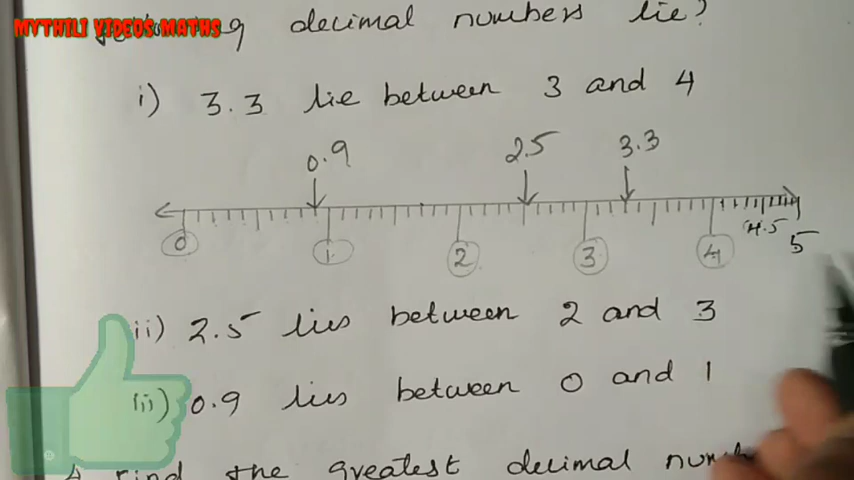 MYTHILI VIDEOS MATHS
decimal numbers lie?
i) 3.3 lie between 3 and 4
0.9 2.5 3.3
0 1 2 3 4 4.5 5
ii) 2.5 lies between 2 and 3
iii) 0.9 lies between 0 and 1
find the greatest decimal